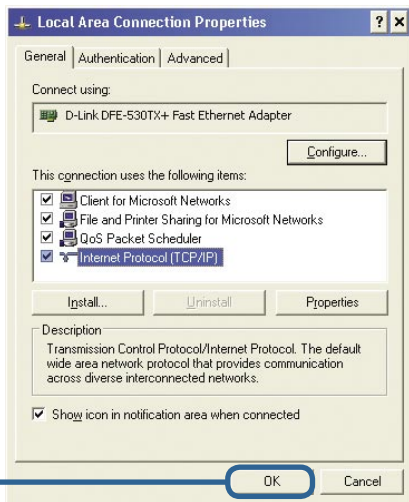 Local Area Connection Properties
General Authentication Advanced
Connect using:
D-Link DFE-530TX+ Fast Ethernet Adapter
Configure...
This connection uses the following items:
Client for Microsoft Networks
File and Printer Sharing for Microsoft Networks
QoS Packet Scheduler
Internet Protocol (TCP/IP)
Install... Uninstall Properties
Description
Transmission Control Protocol/Internet Protocol. The default
wide area network protocol that provides communication
across diverse interconnected networks.
Show icon in notification area when connected
OK Cancel